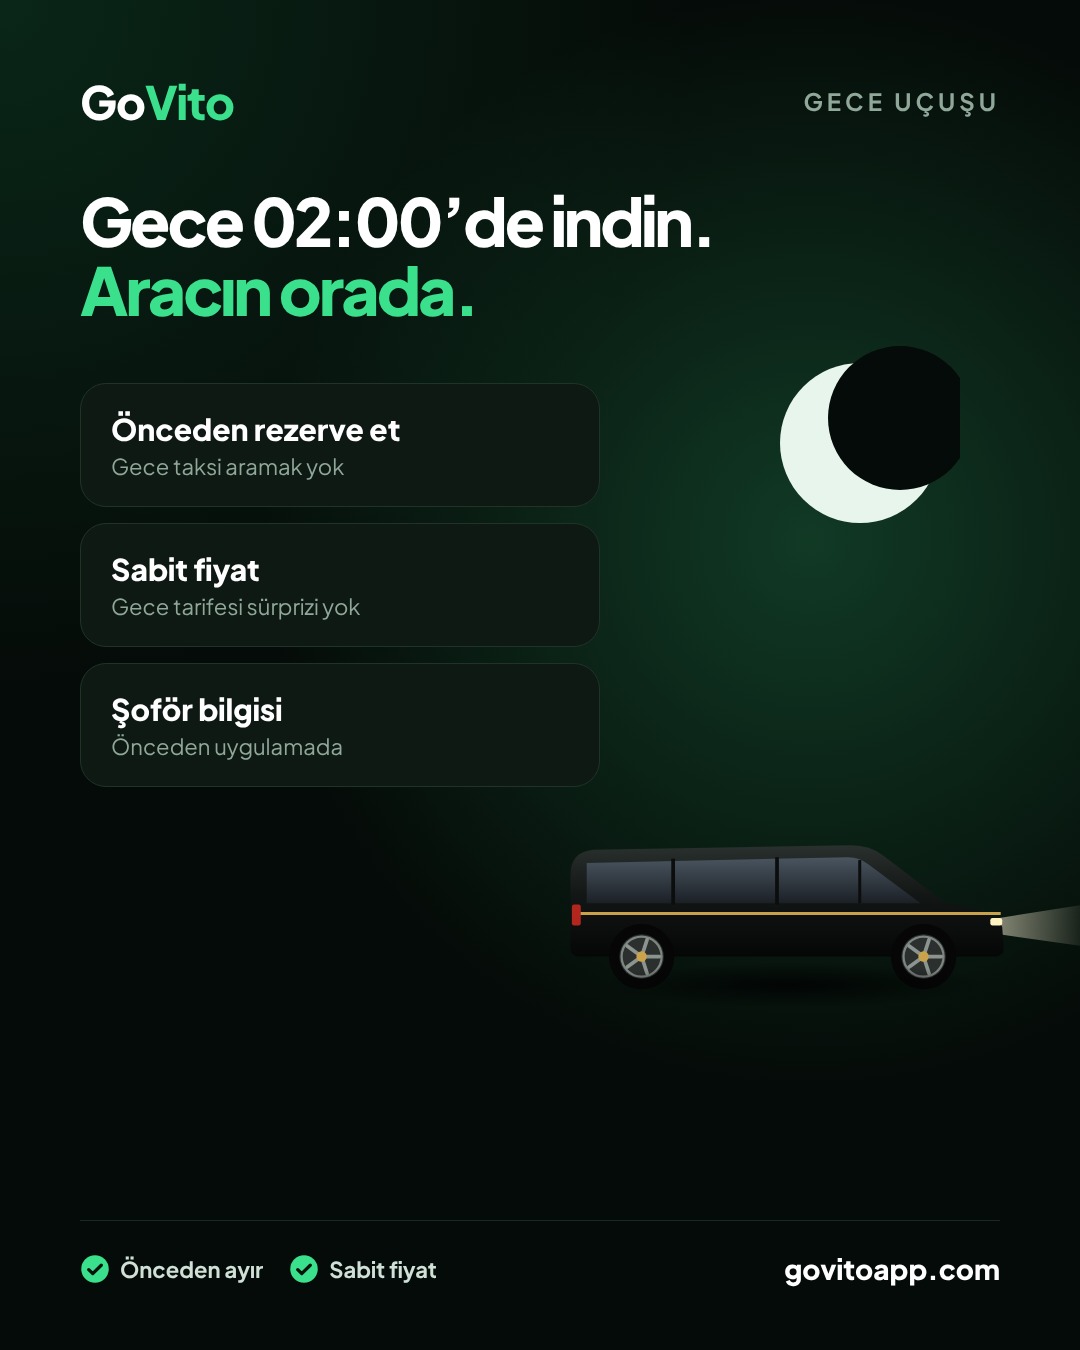 GoVito
GECE UÇUŞU
Gece 02:00’de indin.
Aracın orada.
Önceden rezerve et
Gece taksi aramak yok
Sabit fiyat
Gece tarifesi sürprizi yok
Şoför bilgisi
Önceden uygulamada
Önceden ayır
Sabit fiyat
govitoapp.com